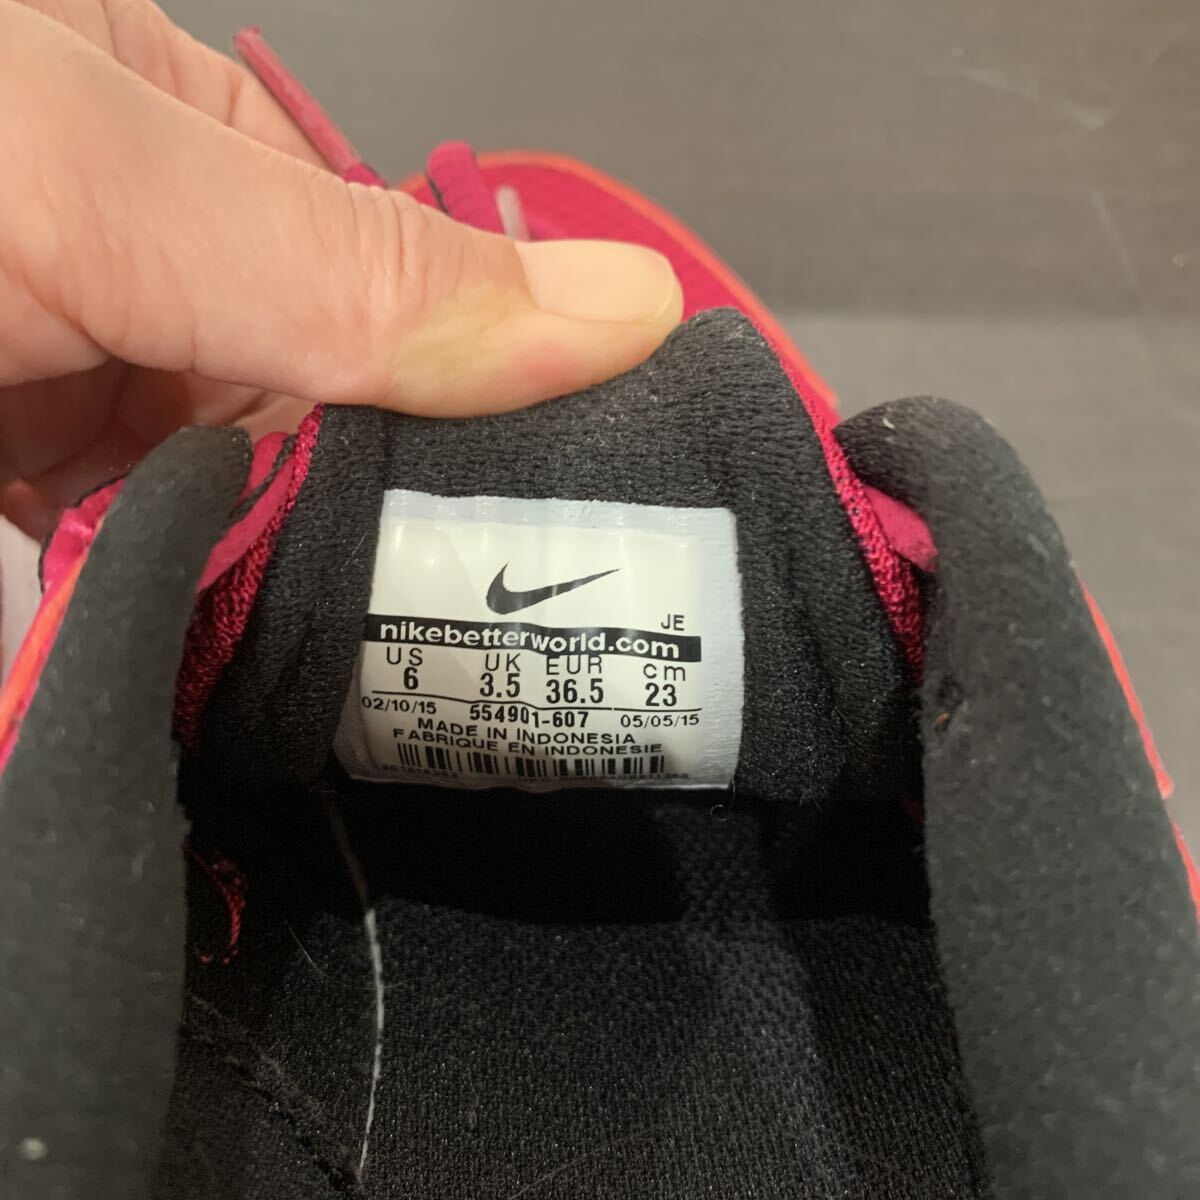 JE
nikebetterworld.com
US UK EUR cm
6 3.5 36.5 23
02/10/15 554901-607 05/05/15
MADE IN INDONESIA
FABRIQUE EN INDONESIE